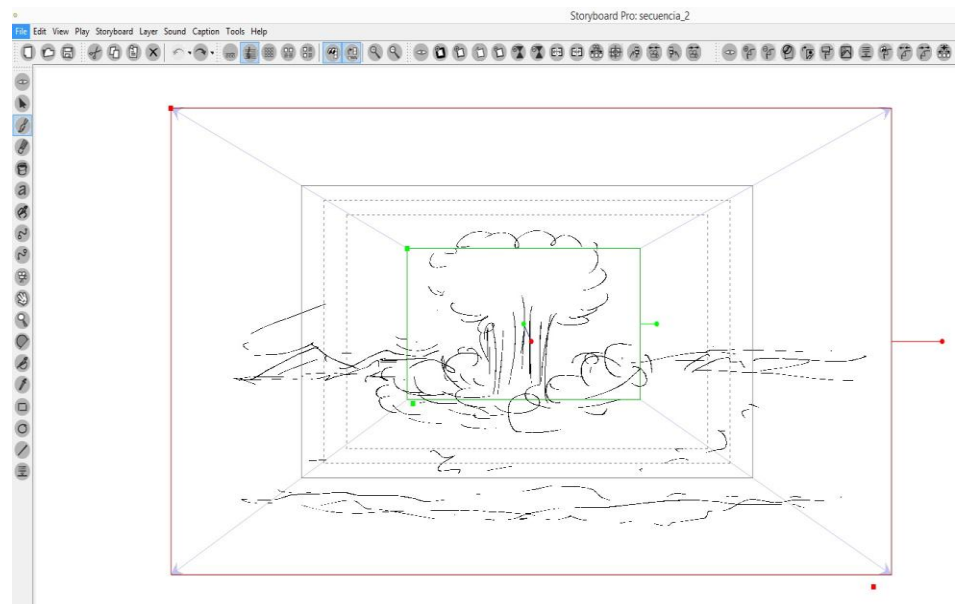 Storyboard Pro: secuencia_2
File Edit View Play Storyboard Layer Sound Caption Tools Help
a